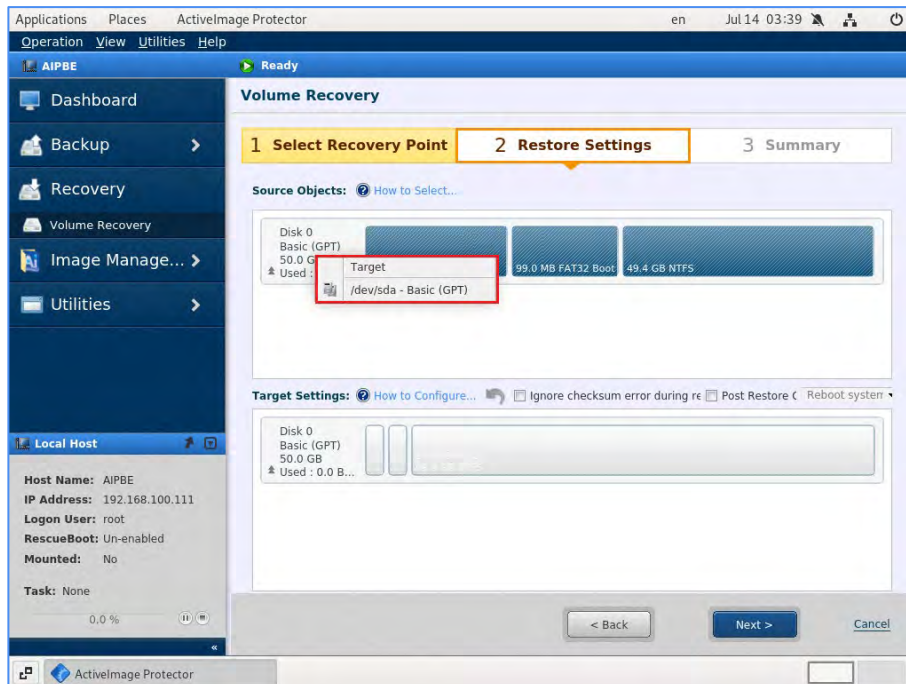 Applications Places ActiveImage Protector en Jul 14 03:39
Operation View Utilities Help
AIPBE
Ready
Dashboard
Backup
Recovery
Volume Recovery
Image Manage...
Utilities
Volume Recovery
1 Select Recovery Point 2 Restore Settings 3 Summary
Source Objects: How to Select...
Disk 0
Basic (GPT)
50.0 G
Used :
Target
/dev/sda - Basic (GPT)
99.0 MB FAT32 Boot
49.4 GB NTFS
Target Settings: How to Configure... Ignore checksum error during re Post Restore Reboot system
Disk 0
Basic (GPT)
50.0 GB
Used : 0.0 B...
Local Host
Host Name: AIPBE
IP Address: 192.168.100.111
Logon User: root
RescueBoot: Un-enabled
Mounted: No
Task: None
0.0 %
«
< Back Next > Cancel
ActiveImage Protector